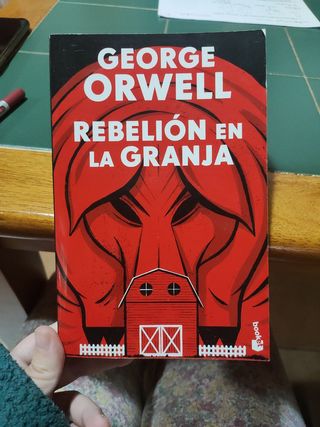 GEORGE
ORWELL
REBELIÓN EN
LA GRANJA
booket